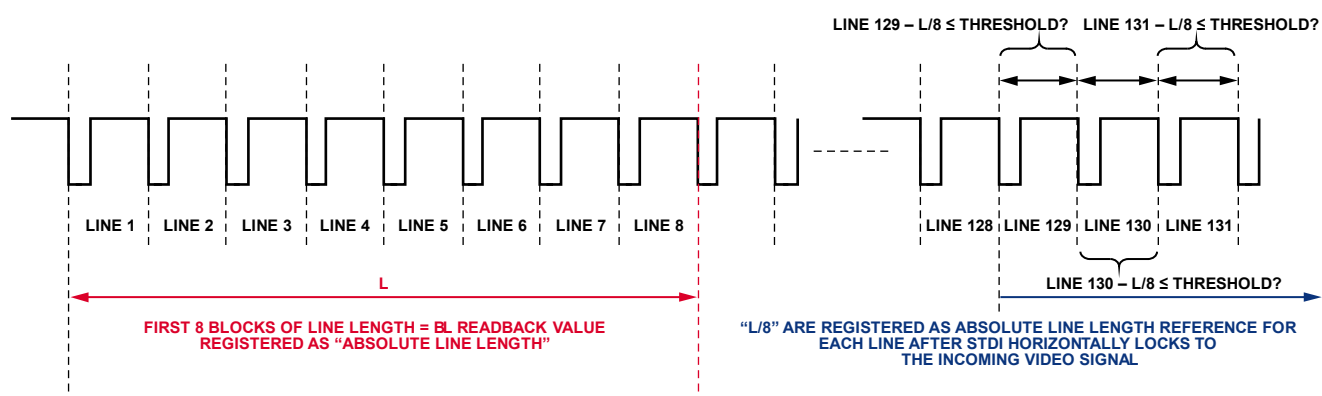 LINE 129 – L/8 ≤ THRESHOLD? LINE 131 – L/8 ≤ THRESHOLD?
LINE 1 LINE 2 LINE 3 LINE 4 LINE 5 LINE 6 LINE 7 LINE 8 LINE 128 LINE 129 LINE 130 LINE 131
L
LINE 130 – L/8 ≤ THRESHOLD?
FIRST 8 BLOCKS OF LINE LENGTH = BL READBACK VALUE
REGISTERED AS “ABSOLUTE LINE LENGTH”
“L/8” ARE REGISTERED AS ABSOLUTE LINE LENGTH REFERENCE FOR
EACH LINE AFTER STDI HORIZONTALLY LOCKS TO
THE INCOMING VIDEO SIGNAL